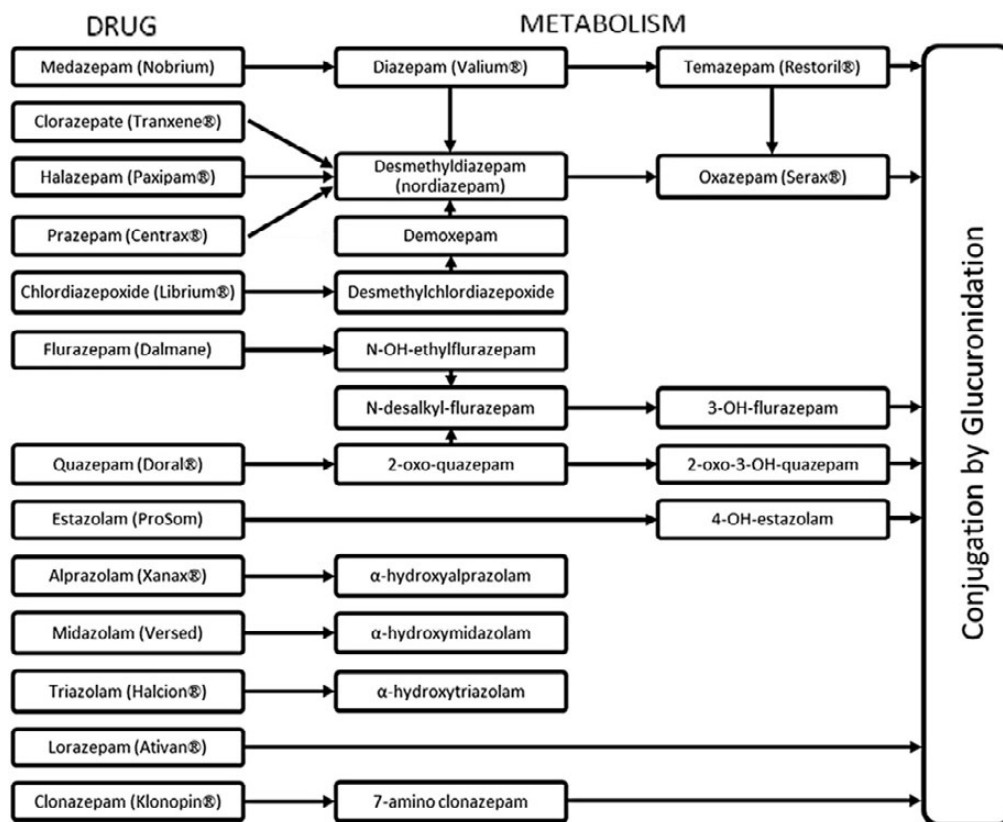 DRUG
METABOLISM
Medazepam (Nobrium)
Diazepam (Valium®)
Temazepam (Restoril®)
Clorazepate (Tranxene®)
Halazepam (Paxipam®)
Desmethyldiazepam
(nordiazepam)
Oxazepam (Serax®)
Prazepam (Centrax®)
Demoxepam
Chlordiazepoxide (Librium®)
Desmethylchlordiazepoxide
Flurazepam (Dalmane)
N-OH-ethylflurazepam
N-desalkyl-flurazepam
3-OH-flurazepam
Quazepam (Doral®)
2-oxo-quazepam
2-oxo-3-OH-quazepam
Estazolam (ProSom)
4-OH-estazolam
Alprazolam (Xanax®)
α-hydroxyalprazolam
Midazolam (Versed)
α-hydroxymidazolam
Triazolam (Halcion®)
α-hydroxytriazolam
Lorazepam (Ativan®)
Clonazepam (Klonopin®)
7-amino clonazepam
Conjugation by Glucuronidation